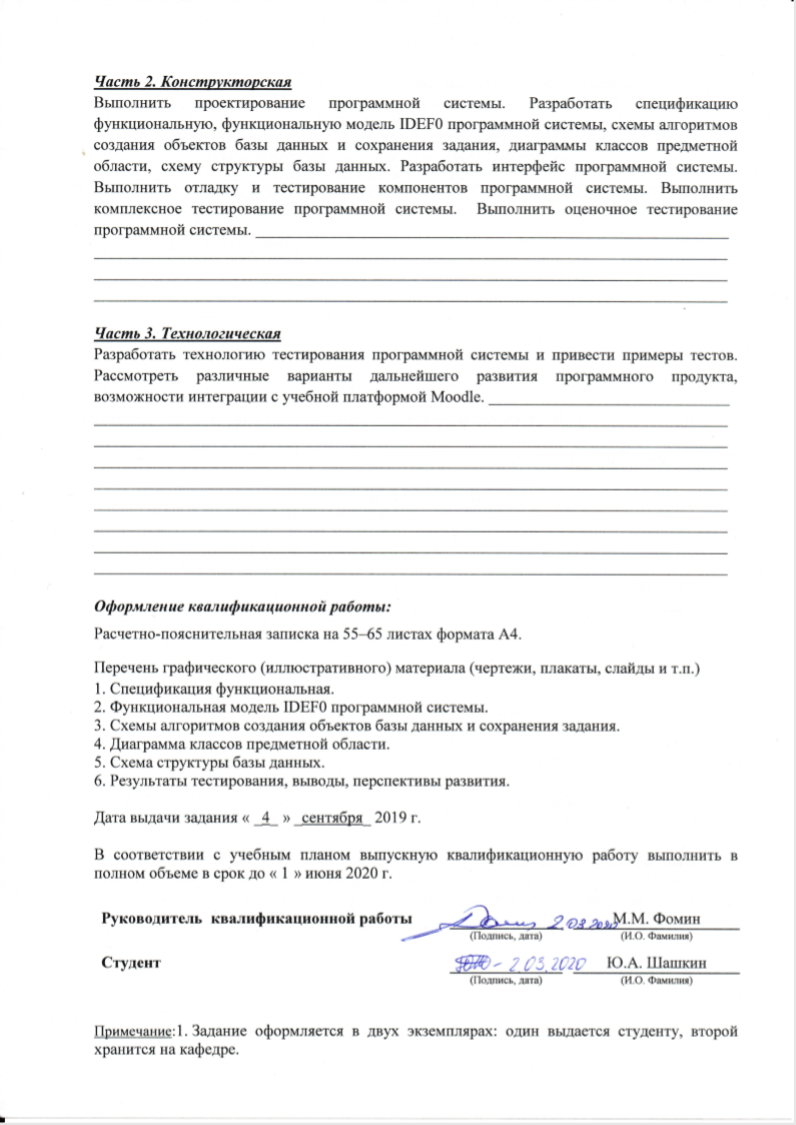 Часть 2. Конструкторская
Выполнить проектирование программной системы. Разработать спецификацию
функциональную, функциональную модель IDEF0 программной системы, схемы алгоритмов
создания объектов базы данных и сохранения задания, диаграммы классов предметной
области, схему структуры базы данных. Разработать интерфейс программной системы.
Выполнить отладку и тестирование компонентов программной системы. Выполнить
комплексное тестирование программной системы. Выполнить оценочное тестирование
программной системы.
Часть 3. Технологическая
Разработать технологию тестирования программной системы и привести примеры тестов.
Рассмотреть различные варианты дальнейшего развития программного продукта,
возможности интеграции с учебной платформой Moodle.
Оформление квалификационной работы:
Расчетно-пояснительная записка на 55–65 листах формата А4.
Перечень графического (иллюстративного) материала (чертежи, плакаты, слайды и т.п.)
1. Спецификация функциональная.
2. Функциональная модель IDEF0 программной системы.
3. Схемы алгоритмов создания объектов базы данных и сохранения задания.
4. Диаграмма классов предметной области.
5. Схема структуры базы данных.
6. Результаты тестирования, выводы, перспективы развития.
Дата выдачи задания « 4 » сентября 2019 г.
В соответствии с учебным планом выпускную квалификационную работу выполнить в
полном объеме в срок до « 1 » июня 2020 г.
Руководитель квалификационной работы 2.03.2020 М.М. Фомин
(Подпись, дата) (И.О. Фамилия)
Студент 2.03.2020 Ю.А. Шашкин
(Подпись, дата) (И.О. Фамилия)
Примечание:1. Задание оформляется в двух экземплярах: один выдается студенту, второй
хранится на кафедре.